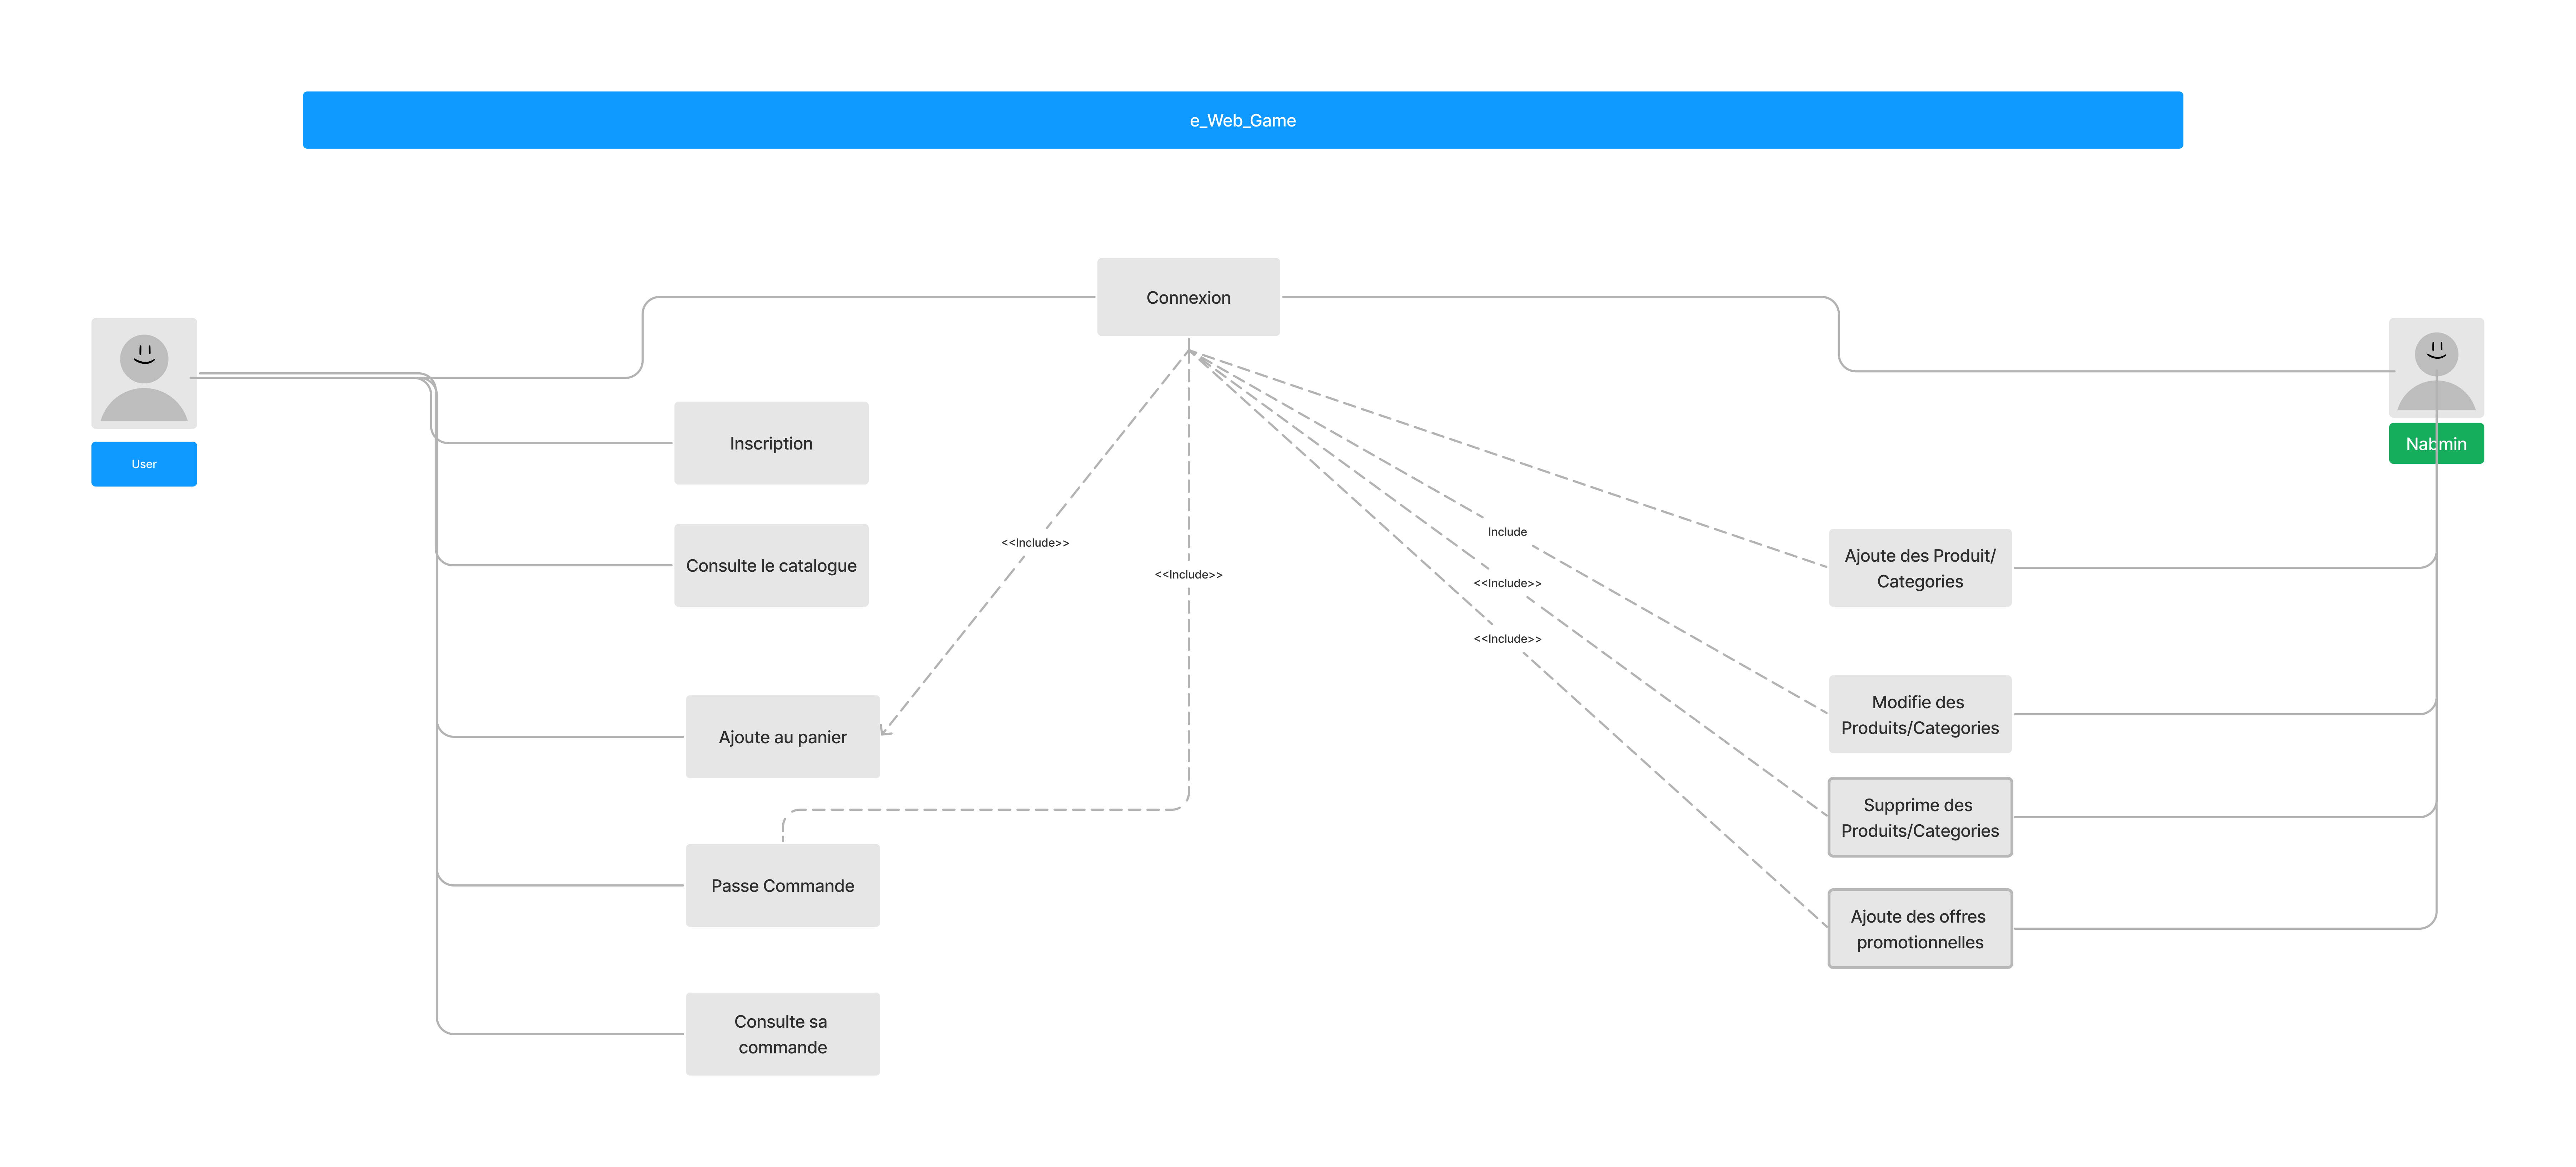 e_Web_Game
Connexion
User
Nabmin
Inscription
Consulte le catalogue
<<Include>>
<<Include>>
Include
<<Include>>
<<Include>>
Ajoute des Produit/
Categories
Ajoute au panier
Modifie des
Produits/Categories
Supprime des
Produits/Categories
Passe Commande
Ajoute des offres
promotionnelles
Consulte sa
commande